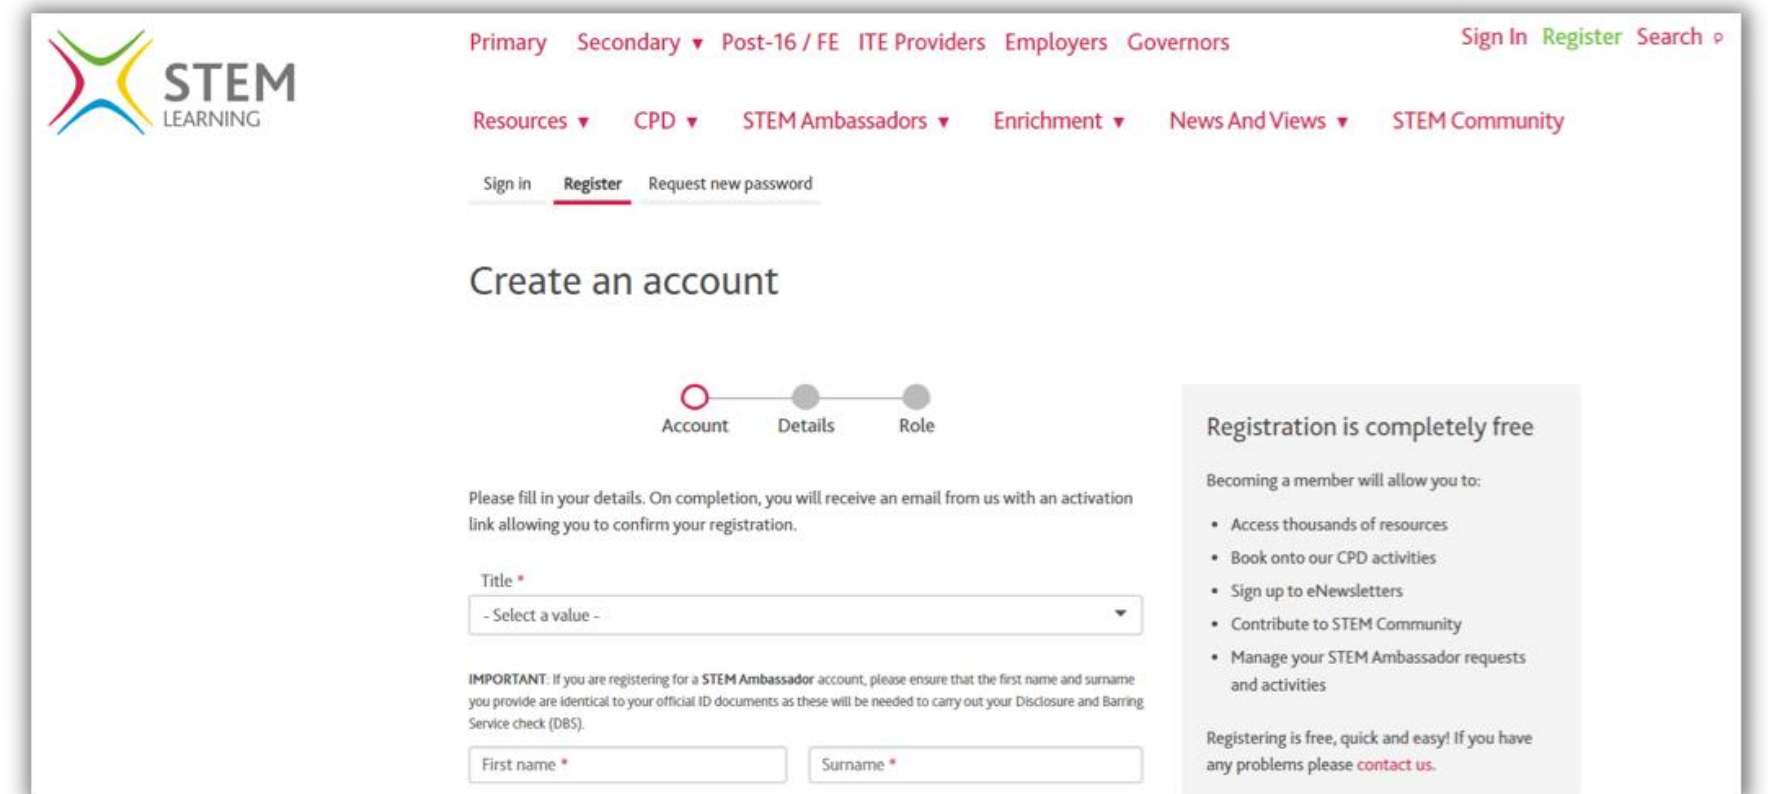 STEM
LEARNING
Primary Secondary ▼ Post-16 / FE ITE Providers Employers Governors
Sign In Register Search
Resources ▼ CPD ▼ STEM Ambassadors ▼ Enrichment ▼ News And Views ▼ STEM Community
Sign in Register Request new password
Create an account
Account Details Role
Please fill in your details. On completion, you will receive an email from us with an activation
link allowing you to confirm your registration.
Title *
- Select a value -
IMPORTANT: If you are registering for a STEM Ambassador account, please ensure that the first name and surname
you provide are identical to your official ID documents as these will be needed to carry out your Disclosure and Barring
Service check (DBS).
First name *
Surname *
Registration is completely free
Becoming a member will allow you to:
• Access thousands of resources
• Book onto our CPD activities
• Sign up to eNewsletters
• Contribute to STEM Community
• Manage your STEM Ambassador requests
and activities
Registering is free, quick and easy! If you have
any problems please contact us.